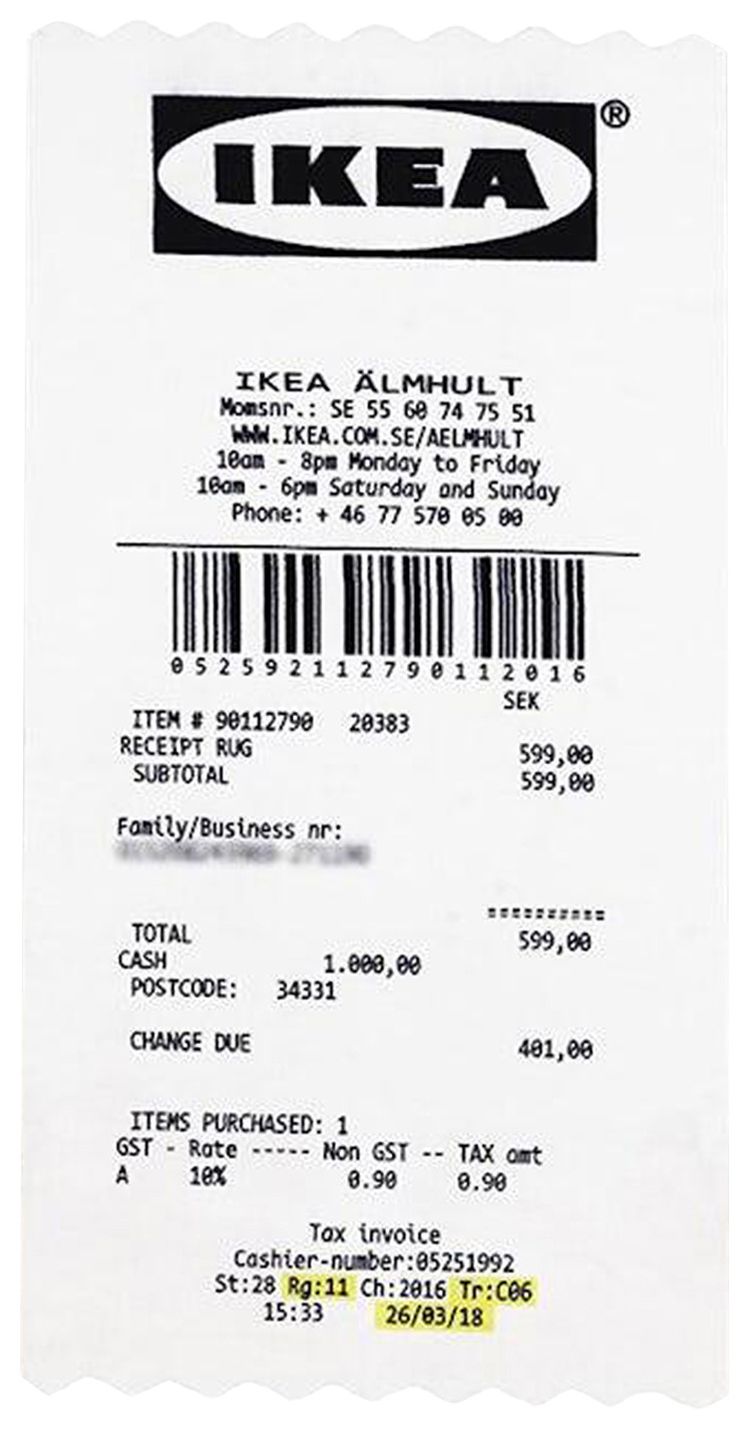 IKEA®
IKEA ÄLMHULT
Momsnr.: SE 55 60 74 75 51
WWW.IKEA.COM.SE/AELMHULT
10am - 8pm Monday to Friday
10am - 6pm Saturday and Sunday
Phone: + 46 77 570 05 00
05259211279011 2016
SEK
ITEM # 90112790 20383
RECEIPT RUG 599,00
SUBTOTAL 599,00
Family/Business nr:
==========
TOTAL 599,00
CASH 1.000,00
POSTCODE: 34331
CHANGE DUE 401,00
ITEMS PURCHASED: 1
GST - Rate ----- Non GST -- TAX amt
A 10% 0.90 0.90
Tax invoice
Cashier-number:05251992
St:28 Rg:11 Ch:2016 Tr:C06
15:33 26/03/18